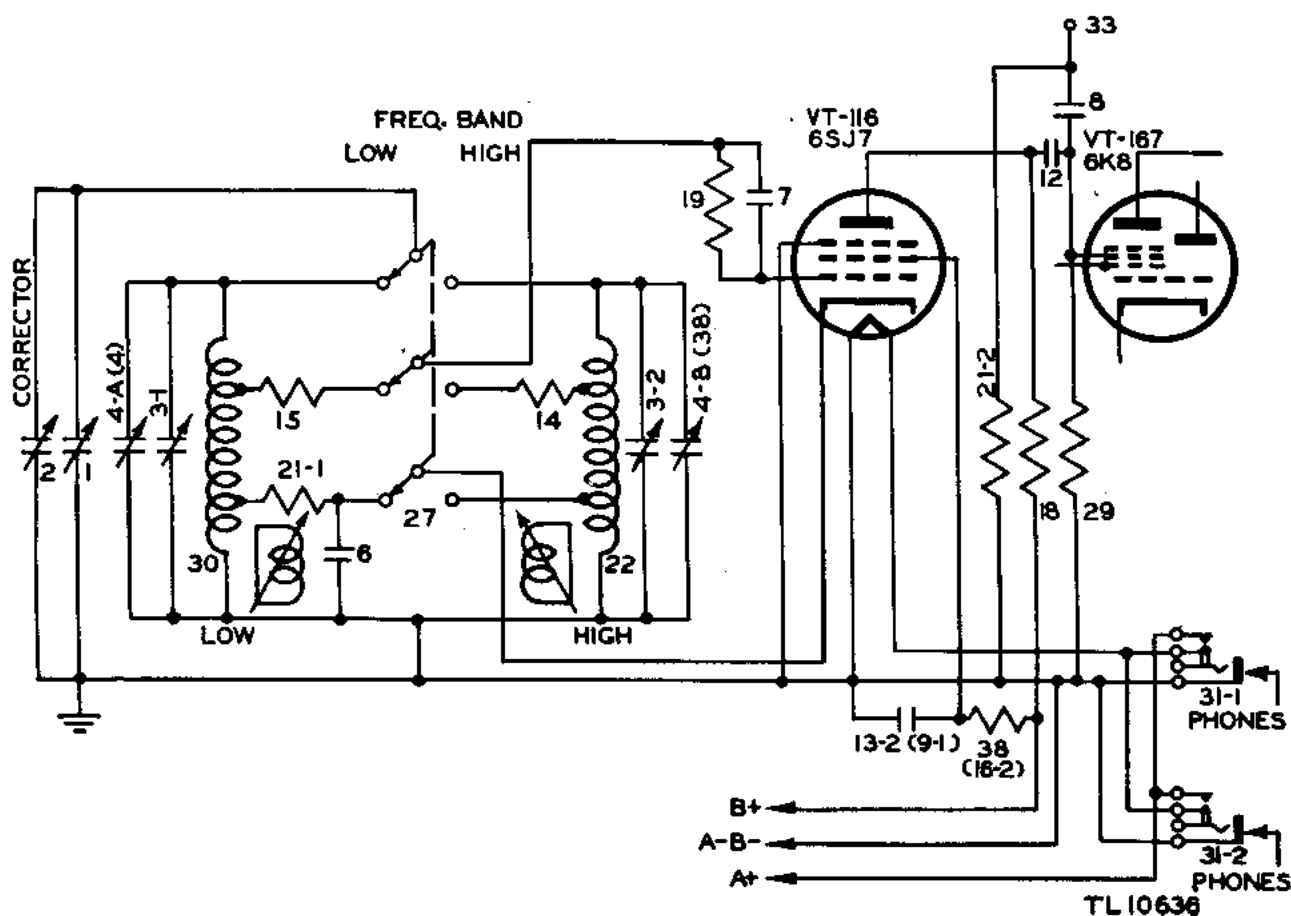 33
8
VT-116
6SJ7
FREQ. BAND
LOW HIGH
VT-167
6K8
12
19
7
CORRECTOR
4-A(4)
3-1
15
14
3-2
4-B(38)
21-2
2
1
21-1
27
18
29
30
6
22
LOW
HIGH
31-1
PHONES
13-2(9-1)
38
(16-2)
B+
A-B-
A+
31-2
PHONES
TL10636